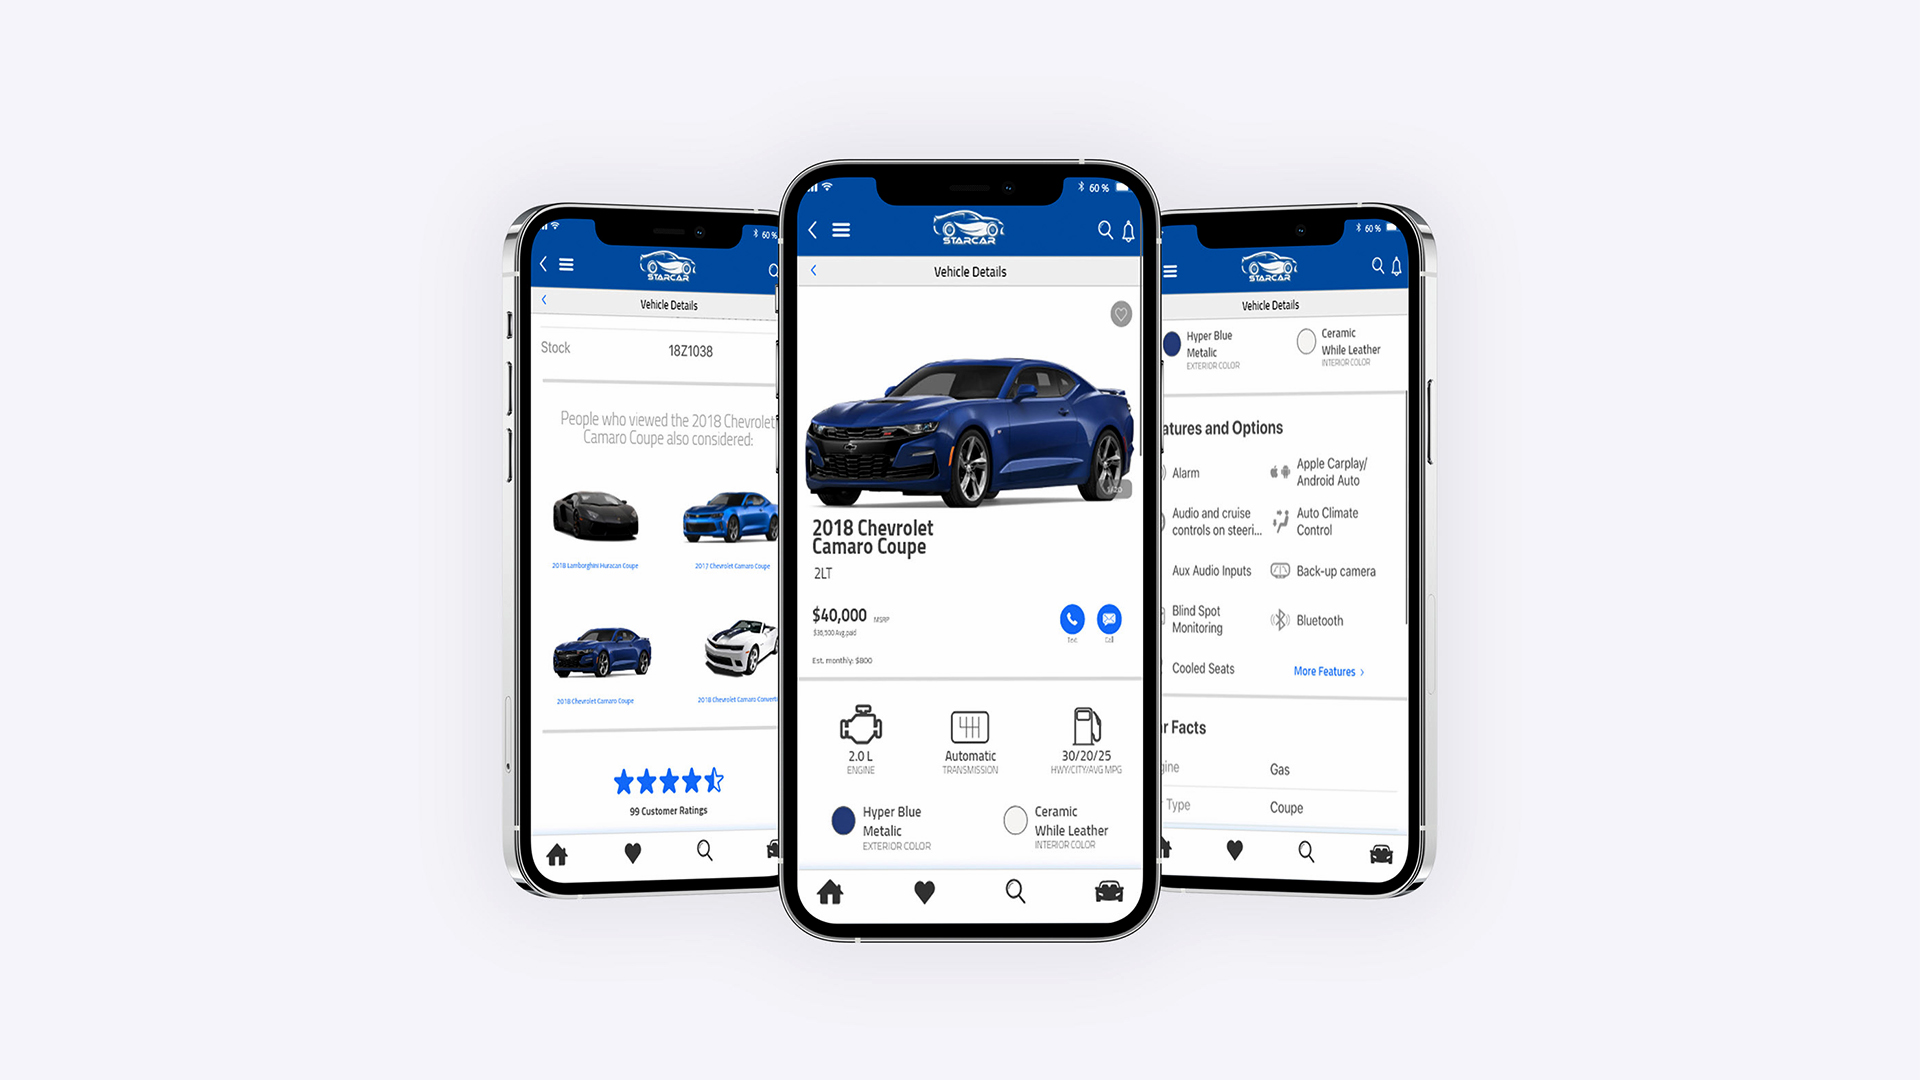 60 %
STARCAR
Vehicle Details
Stock
18Z1038
People who viewed the 2018 Chevrolet
Camaro Coupe also considered:
2018 Lamborghini Huracan Coupe
2017 Chevrolet Camaro Coupe
2018 Chevrolet Camaro Coupe
2018 Chevrolet Camaro
99 Customer Ratings
60 %
STARCAR
Vehicle Details
1/20
2018 Chevrolet
Camaro Coupe
2LT
$40,000 MSRP
Avg.paid
Est. monthly: $800
2.0 L
ENGINE
Automatic
TRANSMISSION
30/20/25
HWY/CITY/AVG MPG
Hyper Blue
Metalic
EXTERIOR COLOR
Ceramic
While Leather
INTERIOR COLOR
60 %
STARCAR
Vehicle Details
Hyper Blue
Metalic
EXTERIOR COLOR
Ceramic
While Leather
INTERIOR COLOR
atures and Options
Alarm
Apple Carplay/
Android Auto
Audio and cruise
controls on steeri...
Auto Climate
Control
Aux Audio Inputs
Back-up camera
Blind Spot
Monitoring
Bluetooth
Cooled Seats
More Features >
r Facts
gine
Gas
Type
Coupe